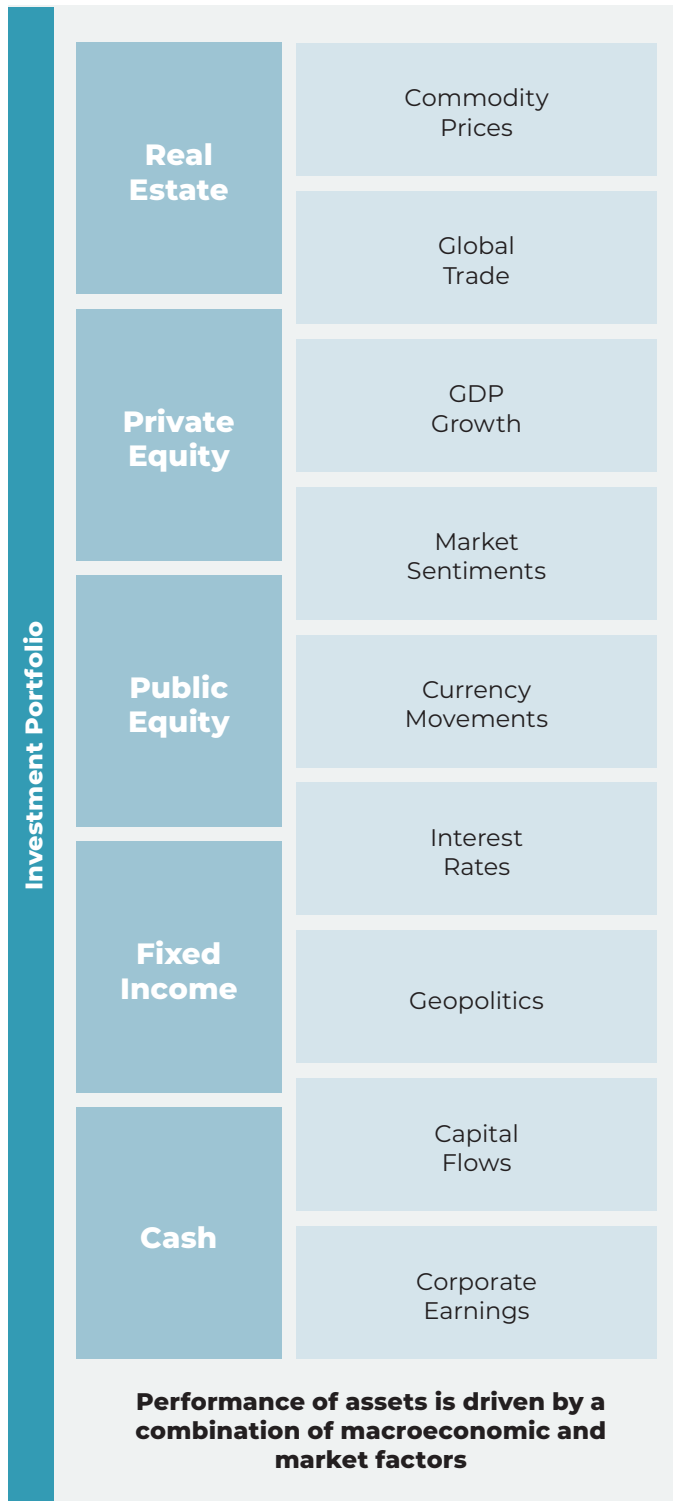 Investment Portfolio
Real
Estate
Private
Equity
Public
Equity
Fixed
Income
Cash
Commodity
Prices
Global
Trade
GDP
Growth
Market
Sentiments
Currency
Movements
Interest
Rates
Geopolitics
Capital
Flows
Corporate
Earnings
Performance of assets is driven by a
combination of macroeconomic and
market factors